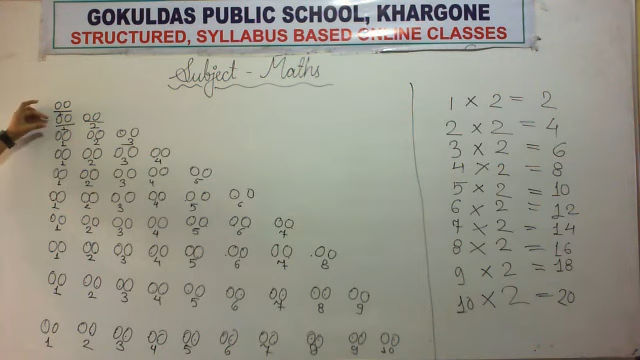 GOKULDAS PUBLIC SCHOOL, KHARGONE
STRUCTURED, SYLLABUS BASED ONLINE CLASSES
Subject - Maths
1
1 2
1 2 3
1 2 3 4
1 2 3 4 5
1 2 3 4 5 6
1 2 3 4 5 6 7
1 2 3 4 5 6 7 8
1 2 3 4 5 6 7 8 9
1 2 3 4 5 6 7 8 9 10
1 × 2 = 2
2 × 2 = 4
3 × 2 = 6
4 × 2 = 8
5 × 2 = 10
6 × 2 = 12
7 × 2 = 14
8 × 2 = 16
9 × 2 = 18
10 × 2 = 20